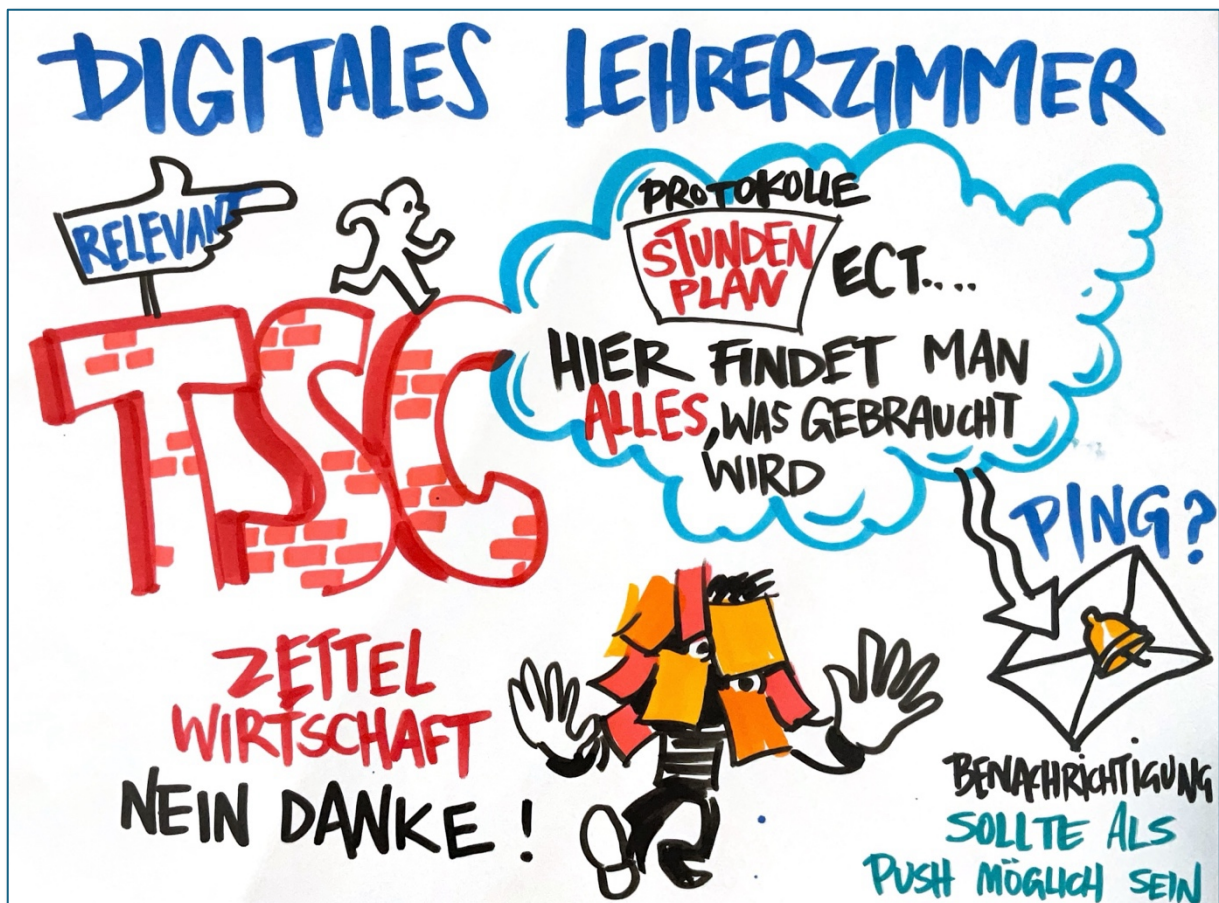 DIGITALES LEHRERZIMMER
RELEVANT
TSC
PROTOKOLLE
STUNDEN
PLAN
ECT....
HIER FINDET MAN
ALLES, WAS GEBRAUCHT
WIRD
PING?
ZETTEL
WIRTSCHAFT
NEIN DANKE!
BENACHRICHTIGUNG
SOLLTE ALS
PUSH MÖGLICH SEIN